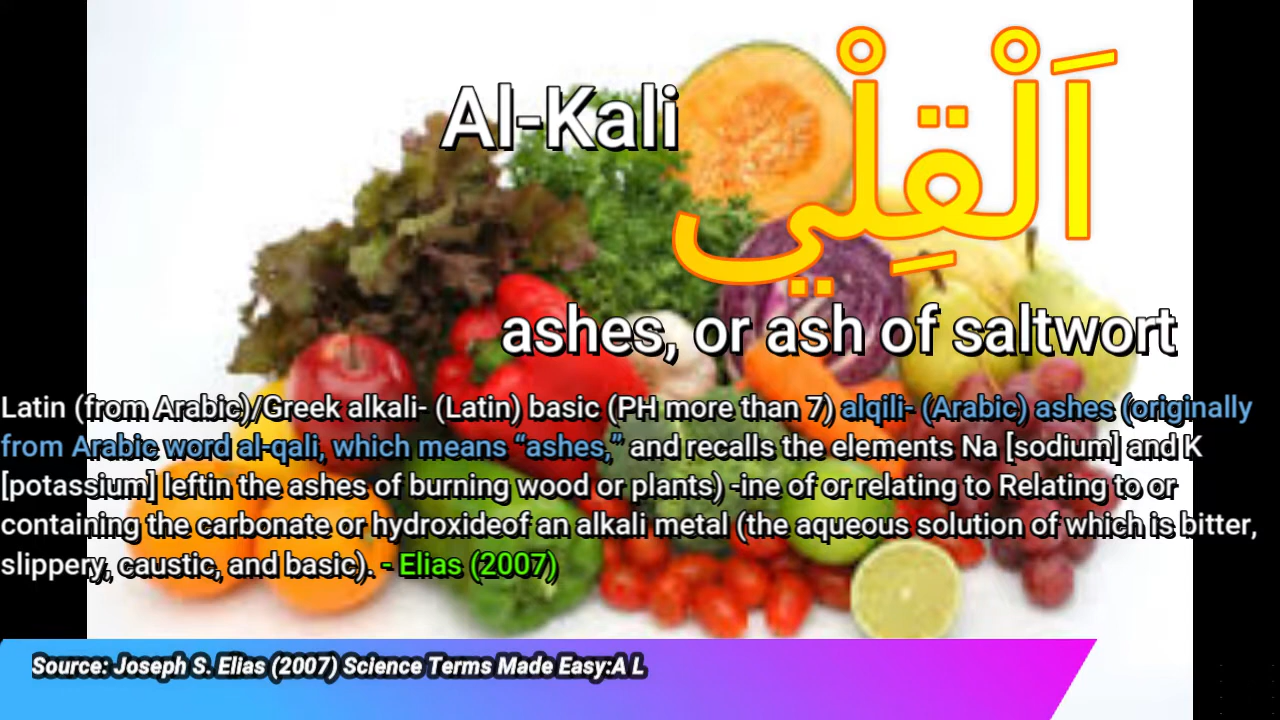 Al-Kali
اَلْقِلْي
ashes, or ash of saltwort
Latin (from Arabic)/Greek alkali- (Latin) basic (PH more than 7) alqili- (Arabic) ashes (originally
from Arabic word al-qali, which means “ashes,” and recalls the elements Na [sodium] and K
[potassium] leftin the ashes of burning wood or plants) -ine of or relating to Relating to or
containing the carbonate or hydroxideof an alkali metal (the aqueous solution of which is bitter,
slippery, caustic, and basic). - Elias (2007)
Source: Joseph S. Elias (2007) Science Terms Made Easy:A L